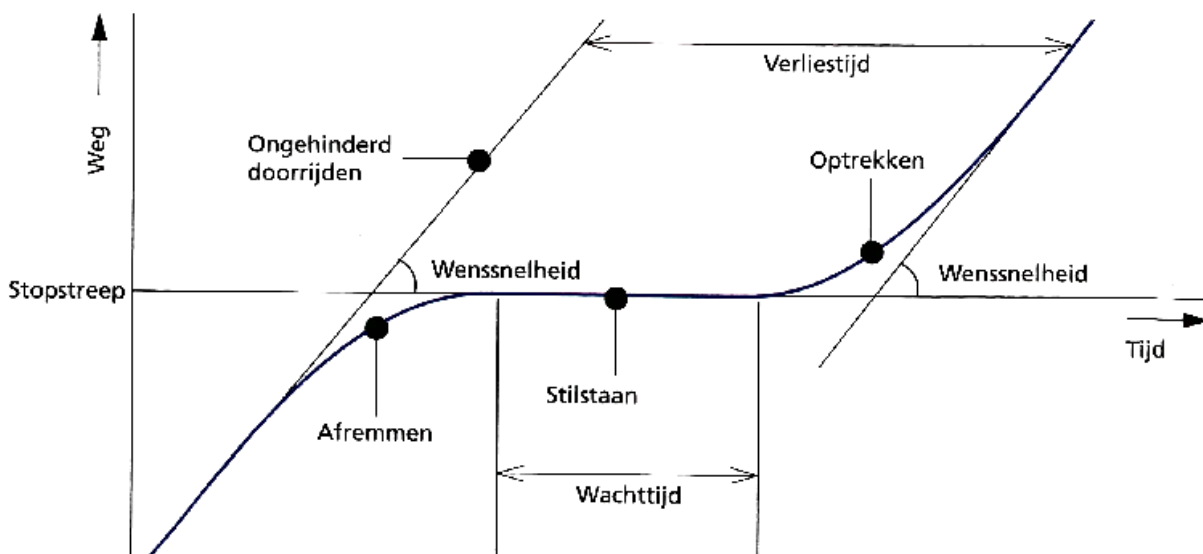 Verliestijd
Weg
Ongehinderd
doorrijden
Optrekken
Wenssnelheid
Wenssnelheid
Stopstreep
Tijd
Stilstaan
Afremmen
Wachttijd